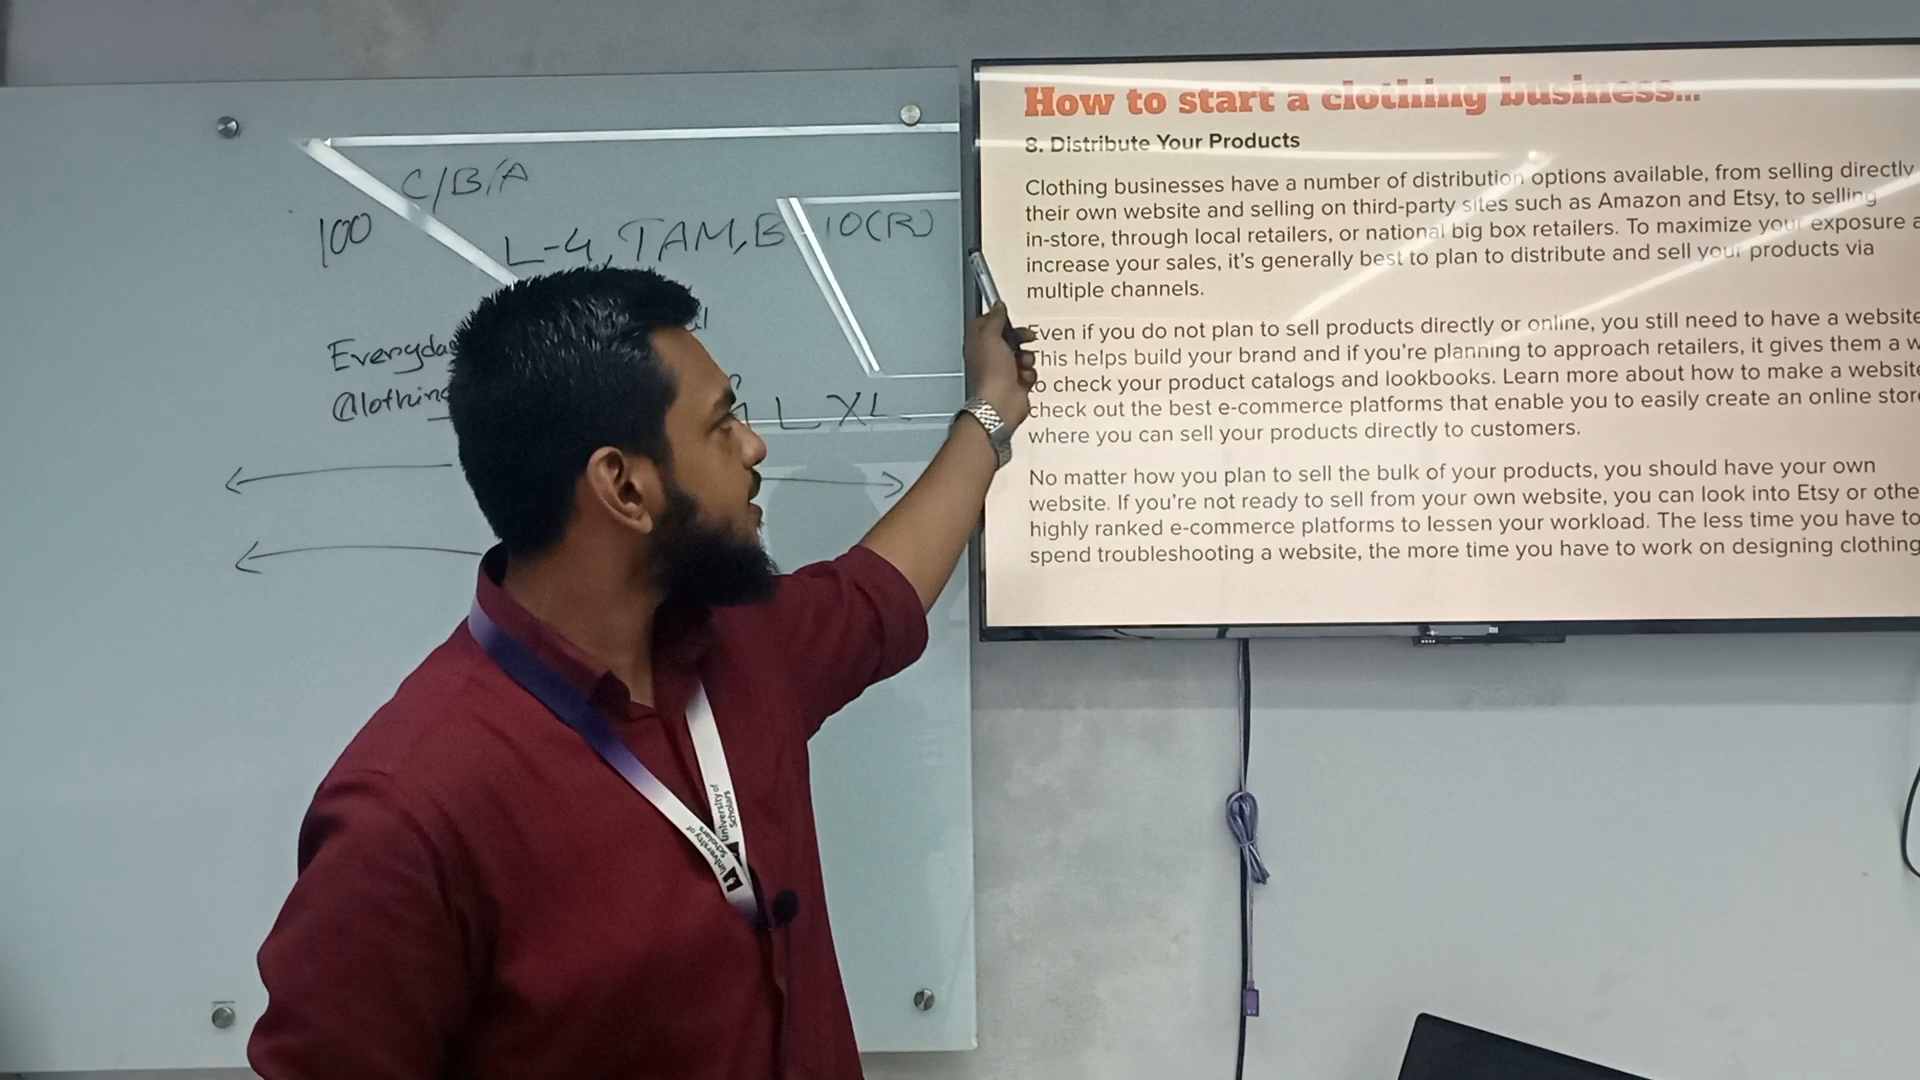 C/B/A
100
L-4, TAM, B 10(R)
Everyday
Clothing
L XL
How to start a clothing business...
8. Distribute Your Products
Clothing businesses have a number of distribution options available, from selling directly
their own website and selling on third-party sites such as Amazon and Etsy, to selling
in-store, through local retailers, or national big box retailers. To maximize your exposure
increase your sales, it's generally best to plan to distribute and sell your products via
multiple channels.
Even if you do not plan to sell products directly or online, you still need to have a website
This helps build your brand and if you're planning to approach retailers, it gives them a
to check your product catalogs and lookbooks. Learn more about how to make a website
check out the best e-commerce platforms that enable you to easily create an online store
where you can sell your products directly to customers.
No matter how you plan to sell the bulk of your products, you should have your own
website. If you're not ready to sell from your own website, you can look into Etsy or other
highly ranked e-commerce platforms to lessen your workload. The less time you have to
spend troubleshooting a website, the more time you have to work on designing clothing
University of
Scholars
University of
Scholars